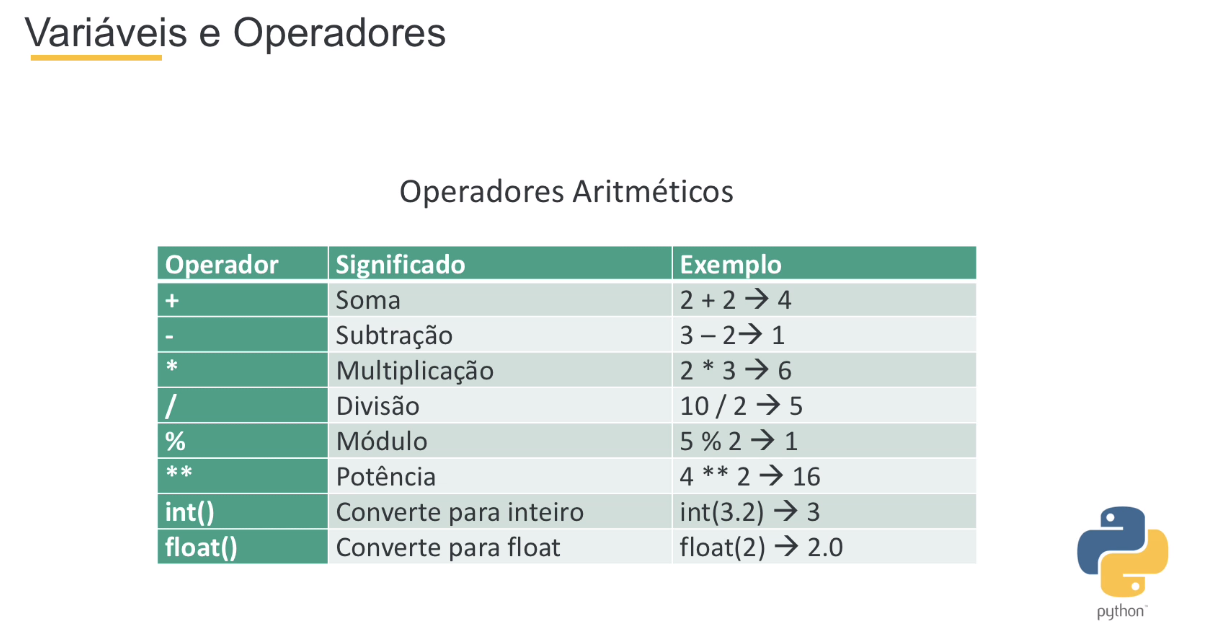 Variáveis e Operadores
Operadores Aritméticos
Operador Significado Exemplo
+ Soma 2 + 2 → 4
- Subtração 3 – 2→ 1
* Multiplicação 2 * 3 → 6
/ Divisão 10 / 2 → 5
% Módulo 5 % 2 → 1
** Potência 4 ** 2 → 16
int() Converte para inteiro int(3.2) → 3
float() Converte para float float(2) → 2.0
python